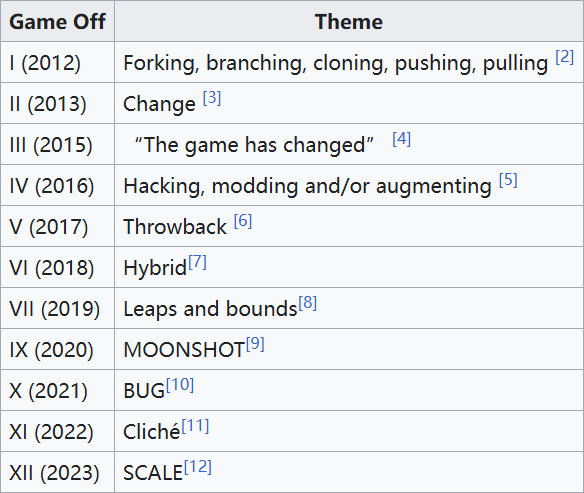 Game Off Theme
I (2012) Forking, branching, cloning, pushing, pulling [2]
II (2013) Change [3]
III (2015) “The game has changed” [4]
IV (2016) Hacking, modding and/or augmenting [5]
V (2017) Throwback [6]
VI (2018) Hybrid[7]
VII (2019) Leaps and bounds[8]
IX (2020) MOONSHOT[9]
X (2021) BUG[10]
XI (2022) Cliché[11]
XII (2023) SCALE[12]